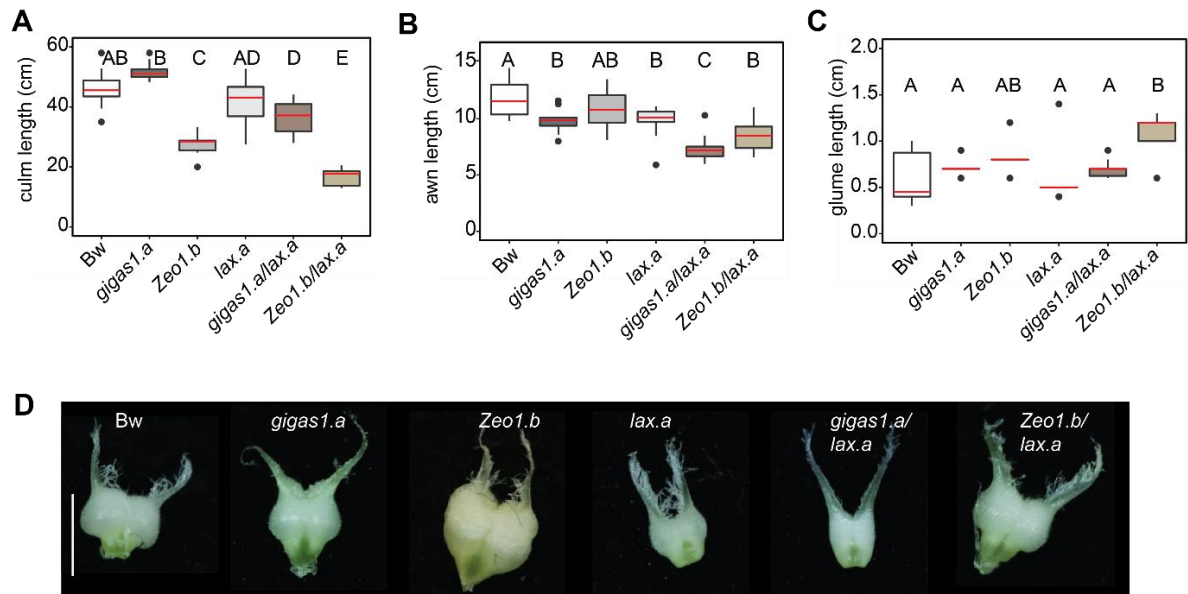 A
culm length (cm)
60
40
20
0
AB B C AD D E
Bw
gigas1.a
Zeo1.b
lax.a
gigas1.a/lax.a
Zeo1.b/lax.a
B
awn length (cm)
15
10
5
0
A B AB B C B
Bw
gigas1.a
Zeo1.b
lax.a
gigas1.a/lax.a
Zeo1.b/lax.a
C
glume length (cm)
2.0
1.5
1.0
0.5
0.0
A A AB A A B
Bw
gigas1.a
Zeo1.b
lax.a
gigas1.a/lax.a
Zeo1.b/lax.a
D
Bw
gigas1.a
Zeo1.b
lax.a
gigas1.a/
lax.a
Zeo1.b/
lax.a